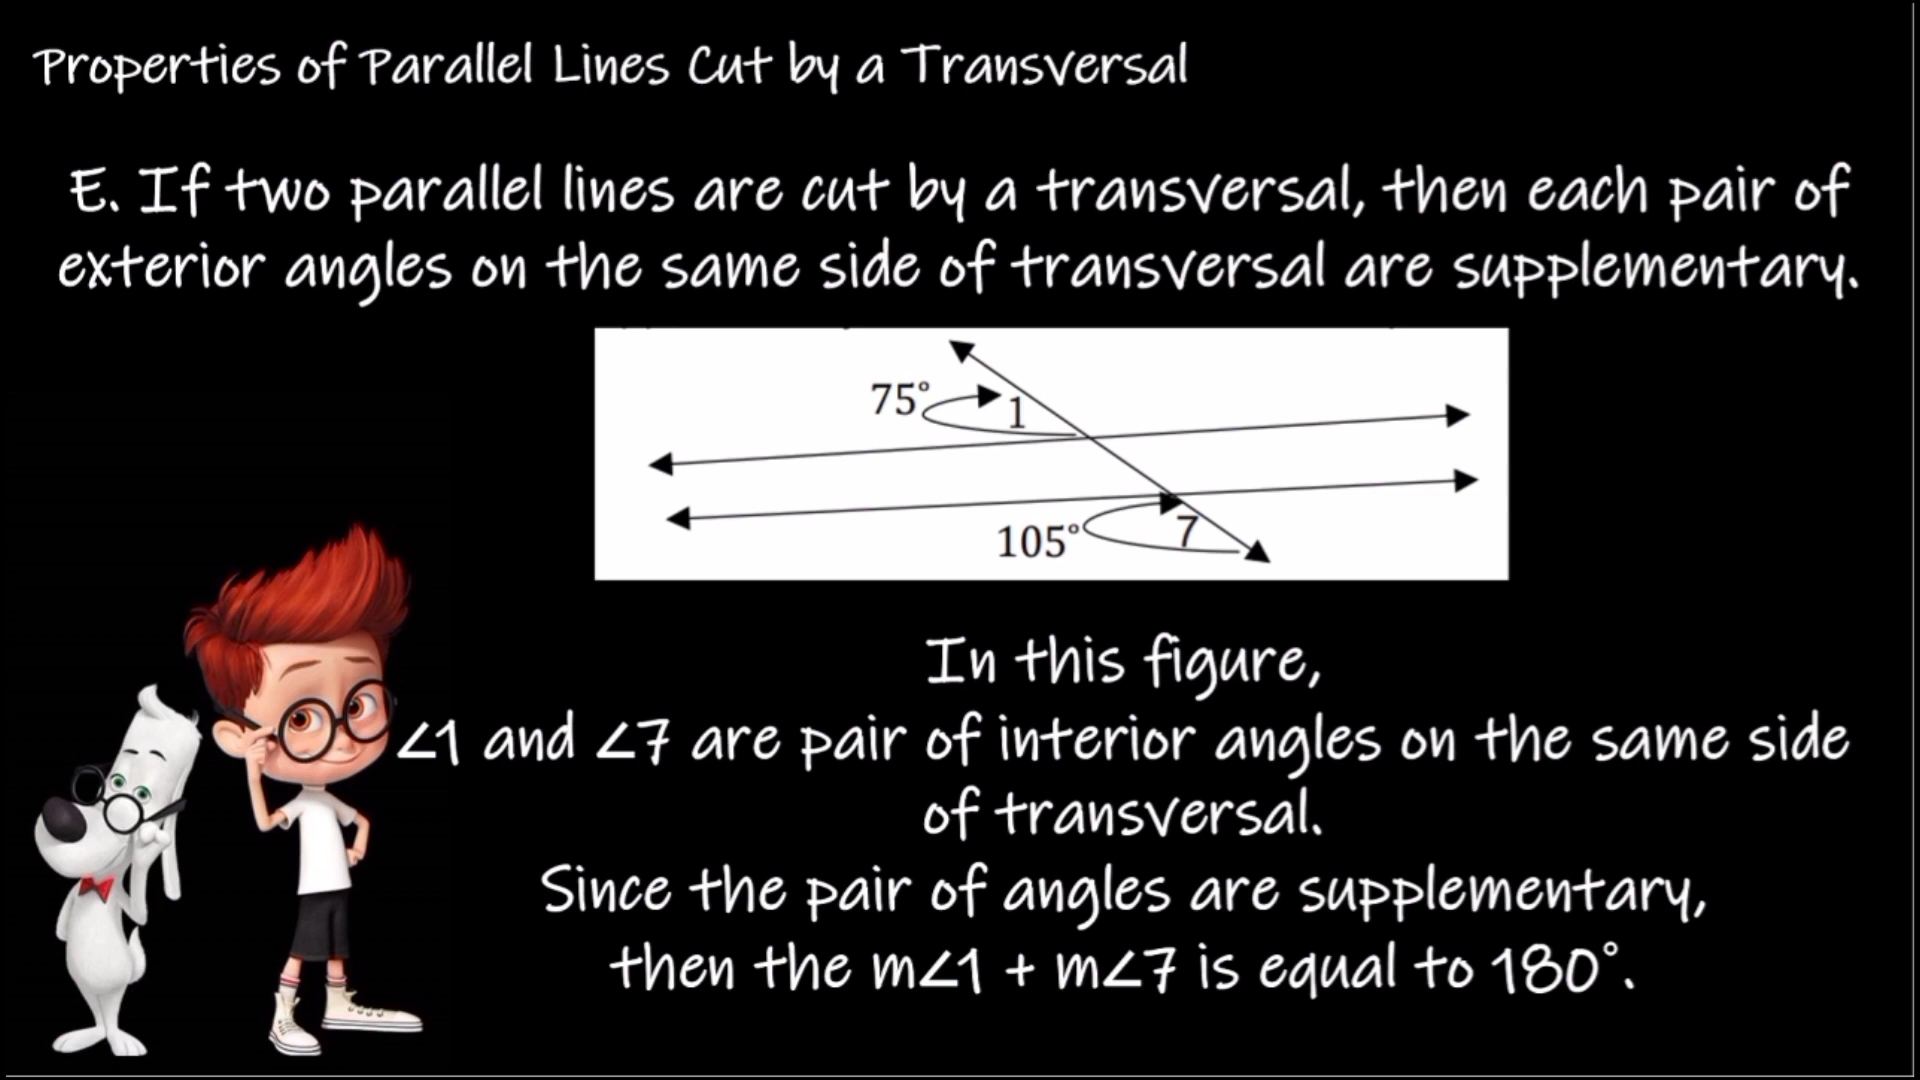 Properties of Parallel Lines Cut by a Transversal
E. If two parallel lines are cut by a transversal, then each pair of
exterior angles on the same side of transversal are supplementary.
75°
1
105°
7
In this figure,
∠1 and ∠7 are pair of interior angles on the same side
of transversal.
Since the pair of angles are supplementary,
then the m∠1 + m∠7 is equal to 180°.